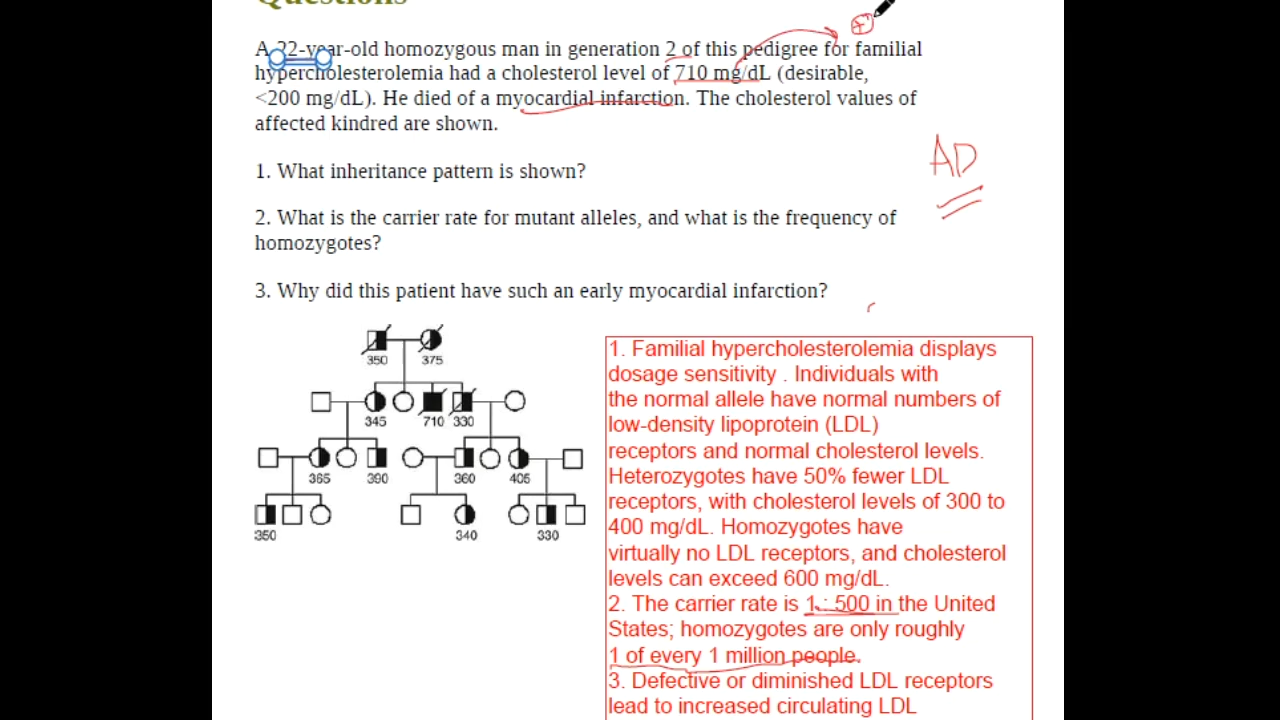 Questions
A 22-year-old homozygous man in generation 2 of this pedigree for familial
hypercholesterolemia had a cholesterol level of 710 mg/dL (desirable,
<200 mg/dL). He died of a myocardial infarction. The cholesterol values of
affected kindred are shown.
1. What inheritance pattern is shown?
AD
2. What is the carrier rate for mutant alleles, and what is the frequency of
homozygotes?
3. Why did this patient have such an early myocardial infarction?
350 375
345 710 330
365 390 360 405
350 340 330
1. Familial hypercholesterolemia displays
dosage sensitivity . Individuals with
the normal allele have normal numbers of
low-density lipoprotein (LDL)
receptors and normal cholesterol levels.
Heterozygotes have 50% fewer LDL
receptors, with cholesterol levels of 300 to
400 mg/dL. Homozygotes have
virtually no LDL receptors, and cholesterol
levels can exceed 600 mg/dL.
2. The carrier rate is 1 : 500 in the United
States; homozygotes are only roughly
1 of every 1 million people.
3. Defective or diminished LDL receptors
lead to increased circulating LDL